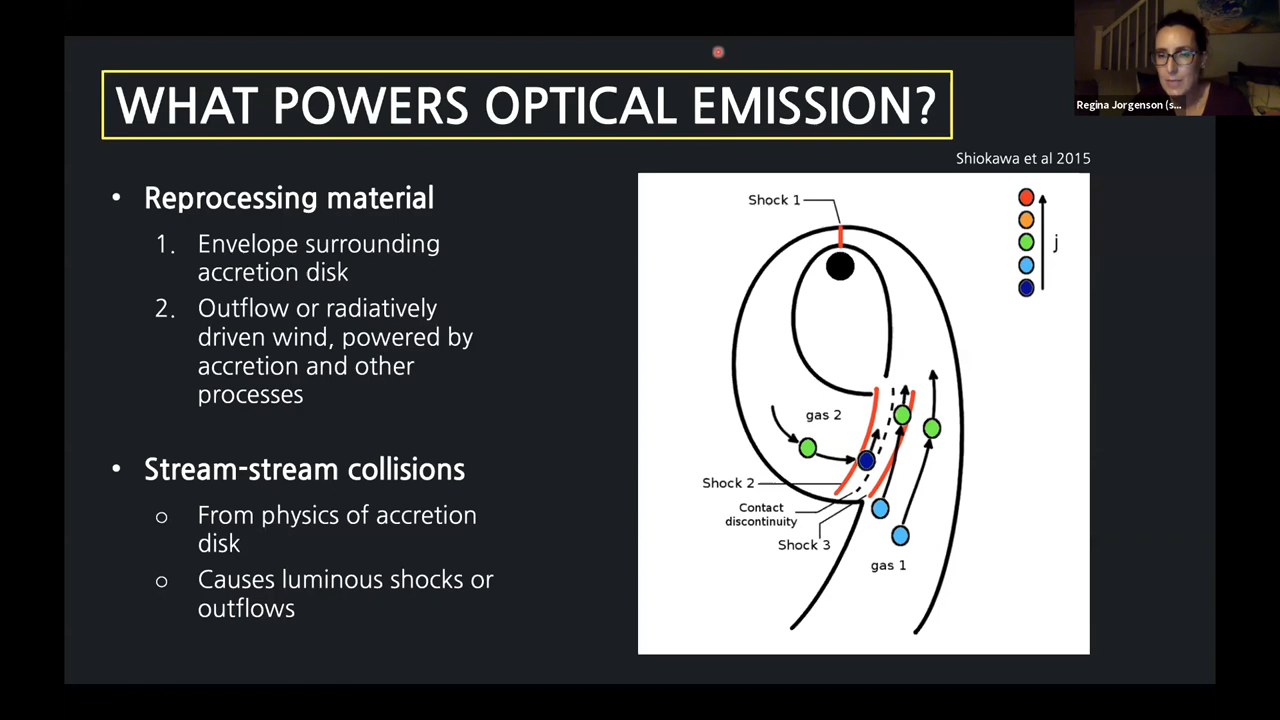 WHAT POWERS OPTICAL EMISSION?
Regina Jorgenson (s...
Shiokawa et al 2015
• Reprocessing material
1. Envelope surrounding
accretion disk
2. Outflow or radiatively
driven wind, powered by
accretion and other
processes
• Stream-stream collisions
○ From physics of accretion
disk
○ Causes luminous shocks or
outflows
Shock 1
j
gas 2
Shock 2
Contact
discontinuity
Shock 3
gas 1